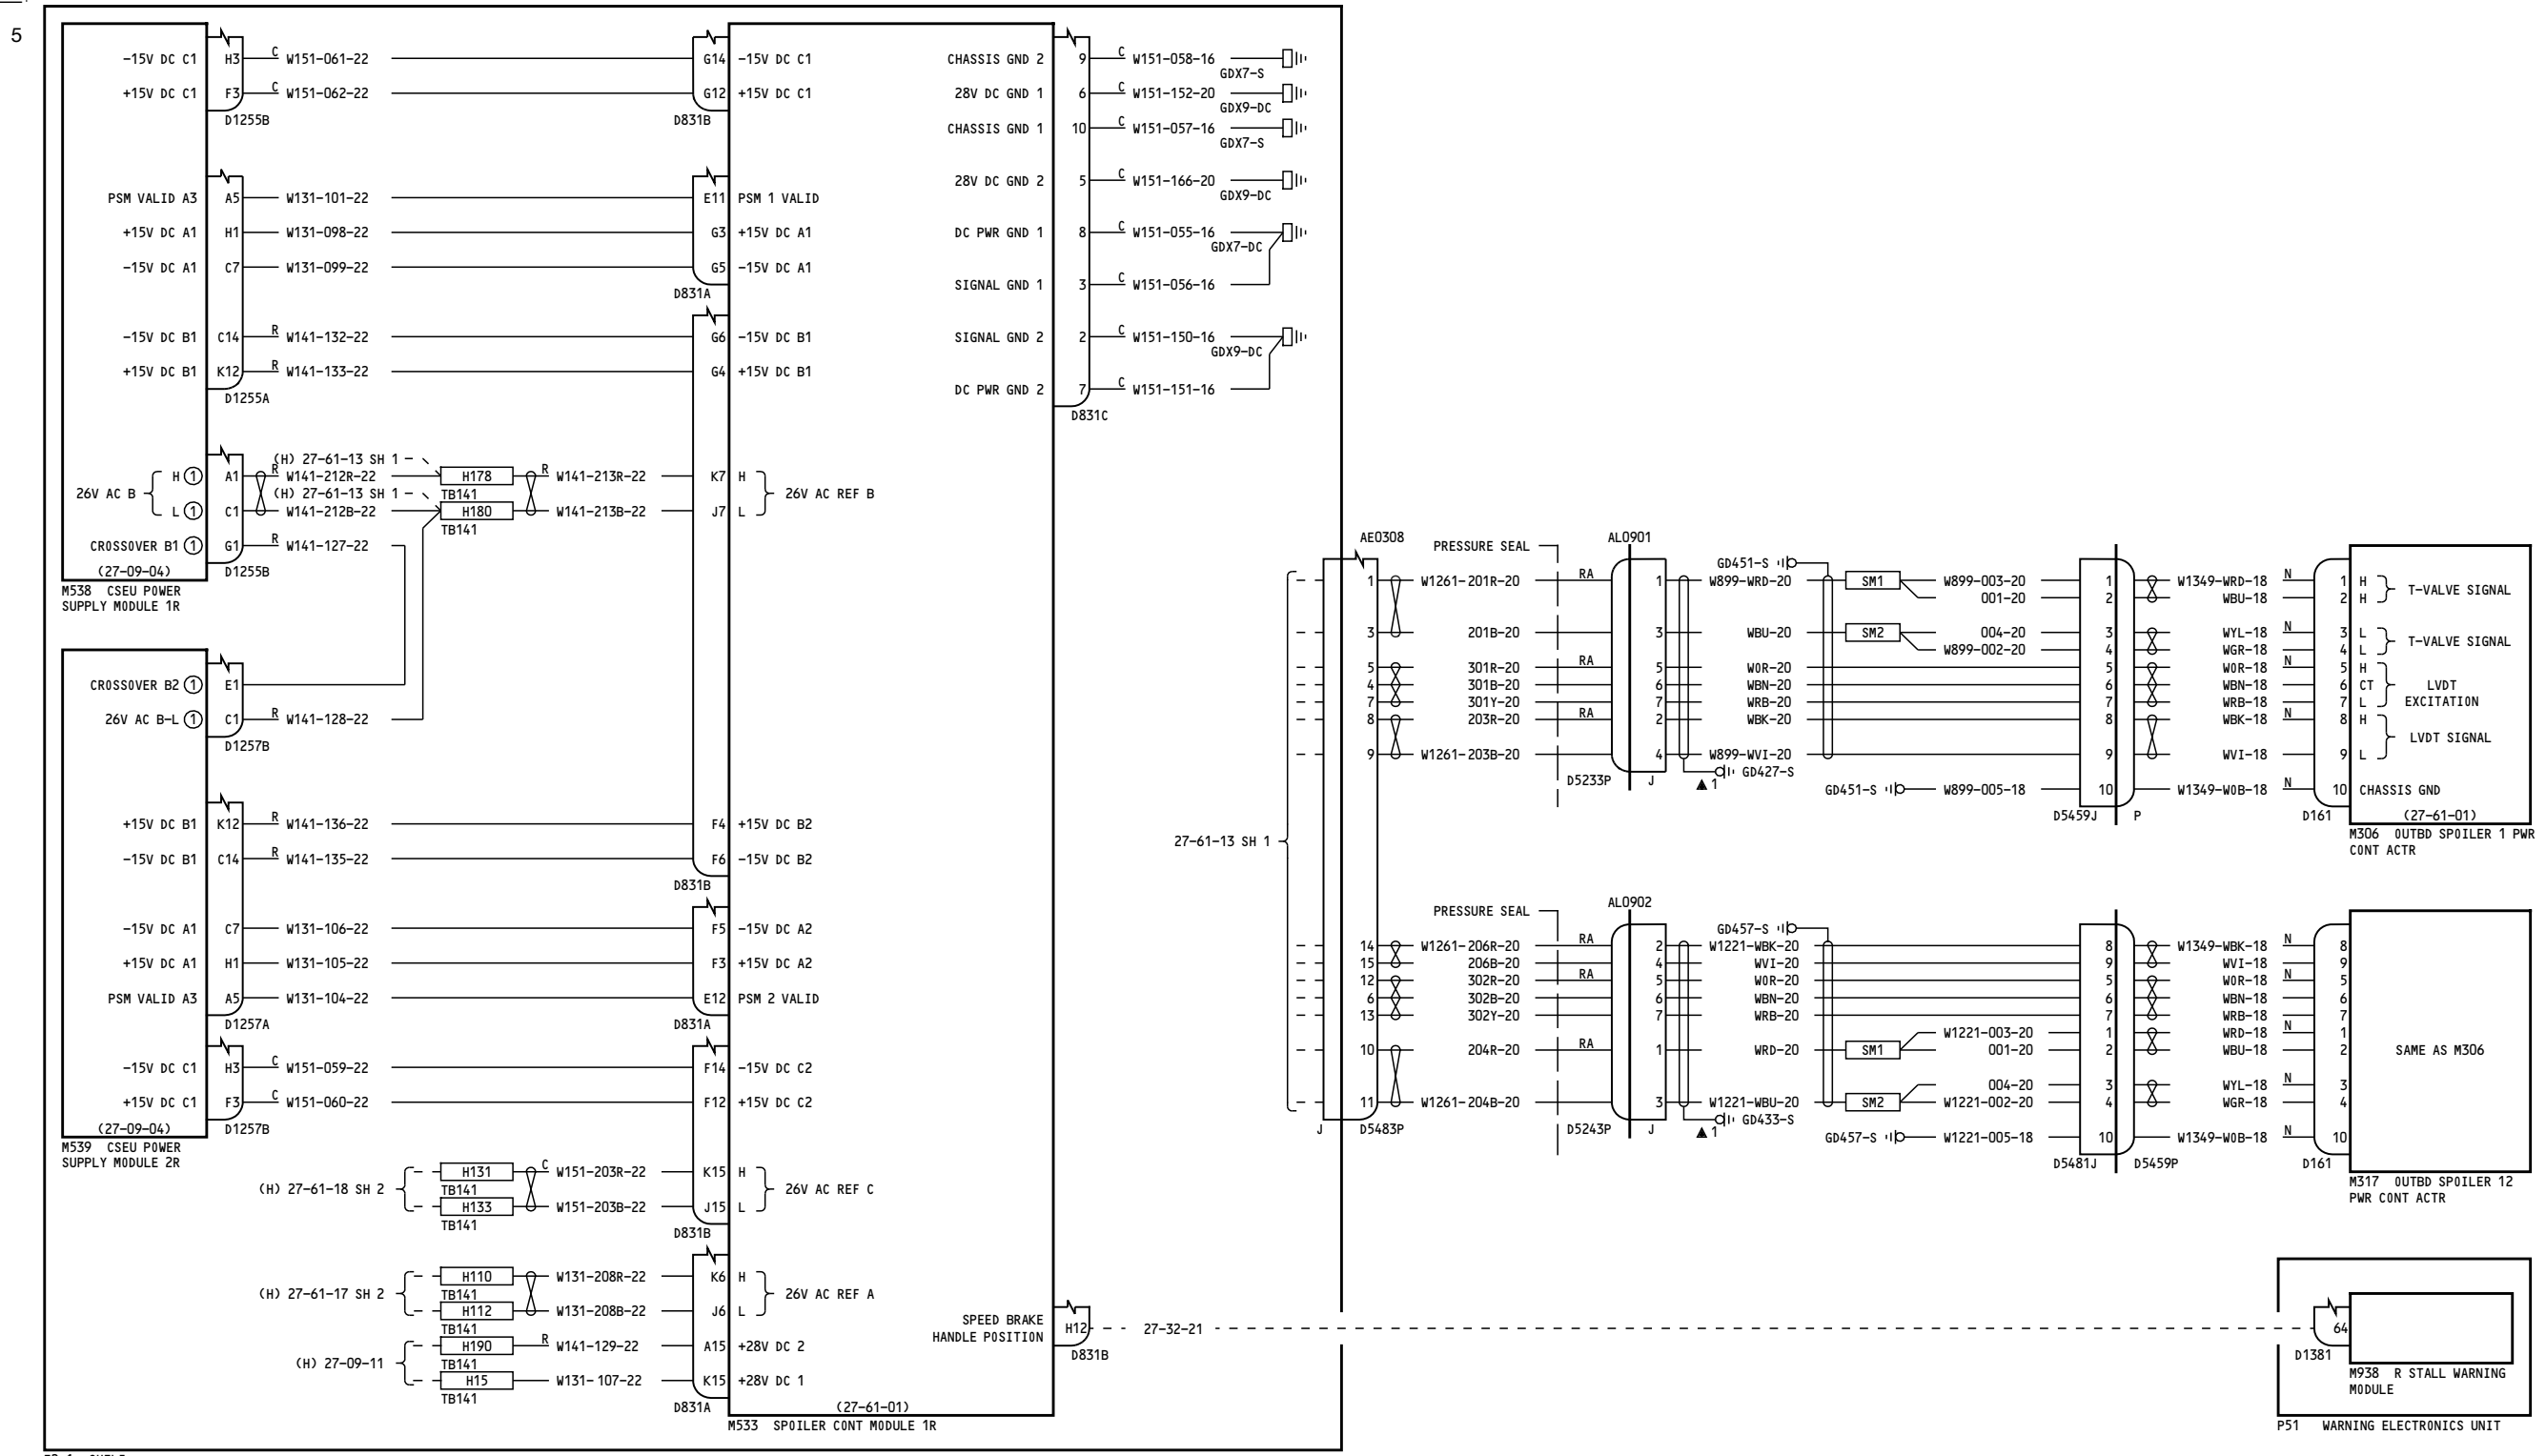 5
-15V DC C1 H3 C W151-061-22 G14 -15V DC C1
+15V DC C1 F3 C W151-062-22 G12 +15V DC C1
D1255B D831B
PSM VALID A3 A5 W131-101-22 E11 PSM 1 VALID
+15V DC A1 H1 W131-098-22 G3 +15V DC A1
-15V DC A1 C7 W131-099-22 G5 -15V DC A1
D831A
-15V DC B1 C14 R W141-132-22 G6 -15V DC B1
+15V DC B1 K12 R W141-133-22 G4 +15V DC B1
D1255A
(H) 27-61-13 SH 1
26V AC B H 1 A1 R W141-212R-22 H178 R W141-213R-22 K7 H 26V AC REF B
(H) 27-61-13 SH 1 TB141
L 1 C1 W141-212B-22 H180 W141-213B-22 J7 L
TB141
CROSSOVER B1 1 G1 R W141-127-22
(27-09-04) D1255B
M538 CSEU POWER
SUPPLY MODULE 1R
CROSSOVER B2 1 E1
26V AC B-L 1 C1 R W141-128-22
D1257B
+15V DC B1 K12 R W141-136-22 F4 +15V DC B2
-15V DC B1 C14 R W141-135-22 F6 -15V DC B2
D831B
-15V DC A1 C7 W131-106-22 F5 -15V DC A2
+15V DC A1 H1 W131-105-22 F3 +15V DC A2
PSM VALID A3 A5 W131-104-22 E12 PSM 2 VALID
D1257A D831A
-15V DC C1 H3 C W151-059-22 F14 -15V DC C2
+15V DC C1 F3 C W151-060-22 F12 +15V DC C2
(27-09-04) D1257B
M539 CSEU POWER
SUPPLY MODULE 2R
H131 C W151-203R-22 K15 H
(H) 27-61-18 SH 2 TB141 26V AC REF C
H133 W151-203B-22 J15 L
TB141 D831B
H110 W131-208R-22 K6 H
(H) 27-61-17 SH 2 TB141 26V AC REF A
H112 W131-208B-22 J6 L
TB141
H190 R W141-129-22 A15 +28V DC 2
(H) 27-09-11 TB141
H15 W131-107-22 K15 +28V DC 1
TB141 D831A
(27-61-01)
M533 SPOILER CONT MODULE 1R
CHASSIS GND 2 9 C W151-058-16 GDX7-S
28V DC GND 1 6 C W151-152-20 GDX9-DC
CHASSIS GND 1 10 C W151-057-16 GDX7-S
28V DC GND 2 5 C W151-166-20 GDX9-DC
DC PWR GND 1 8 C W151-055-16 GDX7-DC
SIGNAL GND 1 3 C W151-056-16
SIGNAL GND 2 2 C W151-150-16 GDX9-DC
DC PWR GND 2 7 C W151-151-16
D831C
SPEED BRAKE
HANDLE POSITION H12 27-32-21 64
D831B D1381
M938 R STALL WARNING
MODULE
P51 WARNING ELECTRONICS UNIT
27-61-13 SH 1
AE0308 PRESSURE SEAL AL0901
GD451-S
1 W1261-201R-20 RA 1 W899-WRD-20 SM1 W899-003-20 1 W1349-WRD-18 N 1 H T-VALVE SIGNAL
001-20 2 WBU-18 2 H
3 201B-20 3 WBU-20 SM2 004-20 3 WYL-18 N 3 L T-VALVE SIGNAL
W899-002-20 4 WGR-18 4 L
5 301R-20 RA 5 WOR-20 5 WOR-18 N 5 H
4 301B-20 6 WBN-20 6 WBN-18 6 CT LVDT
7 301Y-20 7 WRB-20 7 WRB-18 7 L EXCITATION
8 203R-20 RA 2 WBK-20 8 WBK-18 N 8 H
LVDT SIGNAL
9 W1261-203B-20 4 W899-WVI-20 9 WVI-18 9 L
D5233P J 1 GD427-S
GD451-S W899-005-18 10 W1349-WOB-18 N 10 CHASSIS GND
D5459J P D161 (27-61-01)
M306 OUTBD SPOILER 1 PWR
CONT ACTR
PRESSURE SEAL AL0902
GD457-S
14 W1261-206R-20 RA 2 W1221-WBK-20 8 W1349-WBK-18 N 8
15 206B-20 4 WVI-20 9 WVI-18 9
12 302R-20 RA 5 WOR-20 5 WOR-18 N 5
6 302B-20 6 WBN-20 6 WBN-18 6
13 302Y-20 7 WRB-20 7 WRB-18 7
W1221-003-20 1 WRD-18 N 1
10 204R-20 RA 1 WRD-20 SM1 001-20 2 WBU-18 2 SAME AS M306
004-20 3 WYL-18 N 3
11 W1261-204B-20 3 W1221-WBU-20 SM2 W1221-002-20 4 WGR-18 4
J D5483P D5243P J 1 GD433-S
GD457-S W1221-005-18 10 W1349-WOB-18 N 10
D5481J D5459P D161
M317 OUTBD SPOILER 12
PWR CONT ACTR